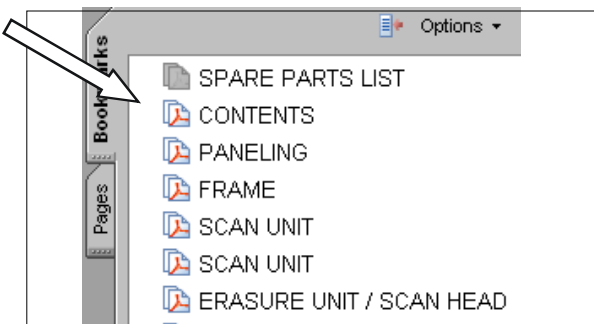 Options
SPARE PARTS LIST
CONTENTS
PANELING
FRAME
SCAN UNIT
SCAN UNIT
ERASURE UNIT / SCAN HEAD
Bookmarks
Pages